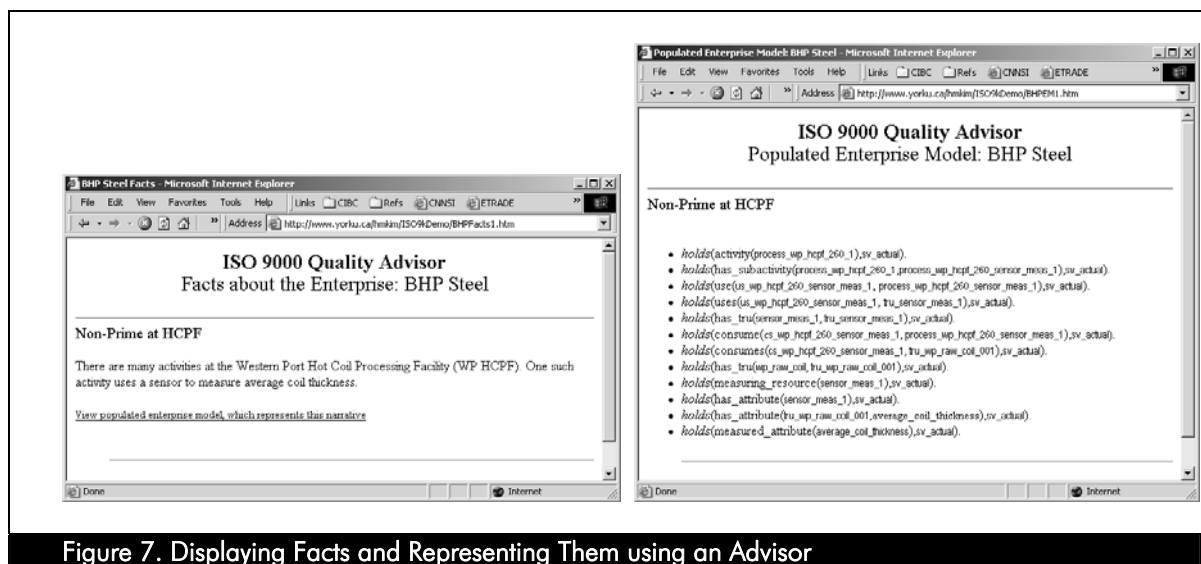 BHP Steel Facts - Microsoft Internet Explorer
File Edit View Favorites Tools Help Links CIBC Refs CNNSI ETRADE »
» Address http://www.yorku.ca/hmkim/ISO9kDemo/BHPFacts1.htm
ISO 9000 Quality Advisor
Facts about the Enterprise: BHP Steel
Non-Prime at HCPF
There are many activities at the Western Port Hot Coil Processing Facility (WP HCPF). One such
activity uses a sensor to measure average coil thickness.
View populated enterprise model, which represents this narrative
Done Internet
Populated Enterprise Model: BHP Steel - Microsoft Internet Explorer
File Edit View Favorites Tools Help Links CIBC Refs CNNSI ETRADE »
» Address http://www.yorku.ca/hmkim/ISO9kDemo/BHPEM1.htm
ISO 9000 Quality Advisor
Populated Enterprise Model: BHP Steel
Non-Prime at HCPF
• holds(activity(process_wp_hcpf_260_1),sv_actual).
• holds(has_subactivity(process_wp_hcpf_260_1,process_wp_hcpf_260_sensor_meas_1),sv_actual).
• holds(use(us_wp_hcpf_260_sensor_meas_1, process_wp_hcpf_260_sensor_meas_1),sv_actual).
• holds(uses(us_wp_hcpf_260_sensor_meas_1, tru_sensor_meas_1),sv_actual).
• holds(has_tru(sensor_meas_1, tru_sensor_meas_1),sv_actual).
• holds(consume(cs_wp_hcpf_260_sensor_meas_1, process_wp_hcpf_260_sensor_meas_1),sv_actual).
• holds(consumes(cs_wp_hcpf_260_sensor_meas_1, tru_wp_raw_coil_001),sv_actual).
• holds(has_tru(wp_raw_coil, tru_wp_raw_coil_001),sv_actual).
• holds(measuring_resource(sensor_meas_1),sv_actual).
• holds(has_attribute(sensor_meas_1),sv_actual).
• holds(has_attribute(tru_wp_raw_coil_001,average_coil_thickness),sv_actual).
• holds(measured_attribute(average_coil_thickness),sv_actual).
Done Internet
Figure 7. Displaying Facts and Representing Them using an Advisor